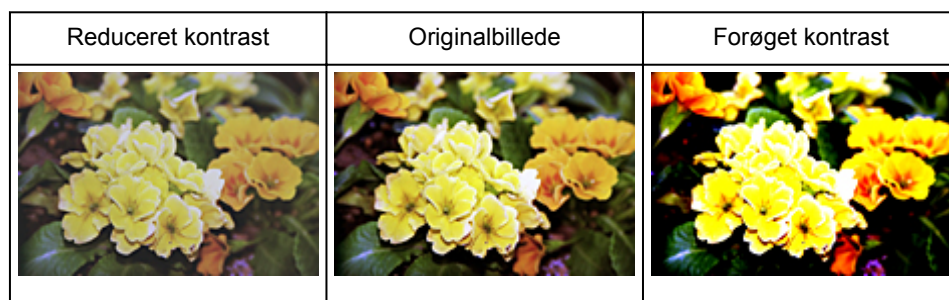 Reduceret kontrast
Originalbillede
Forøget kontrast